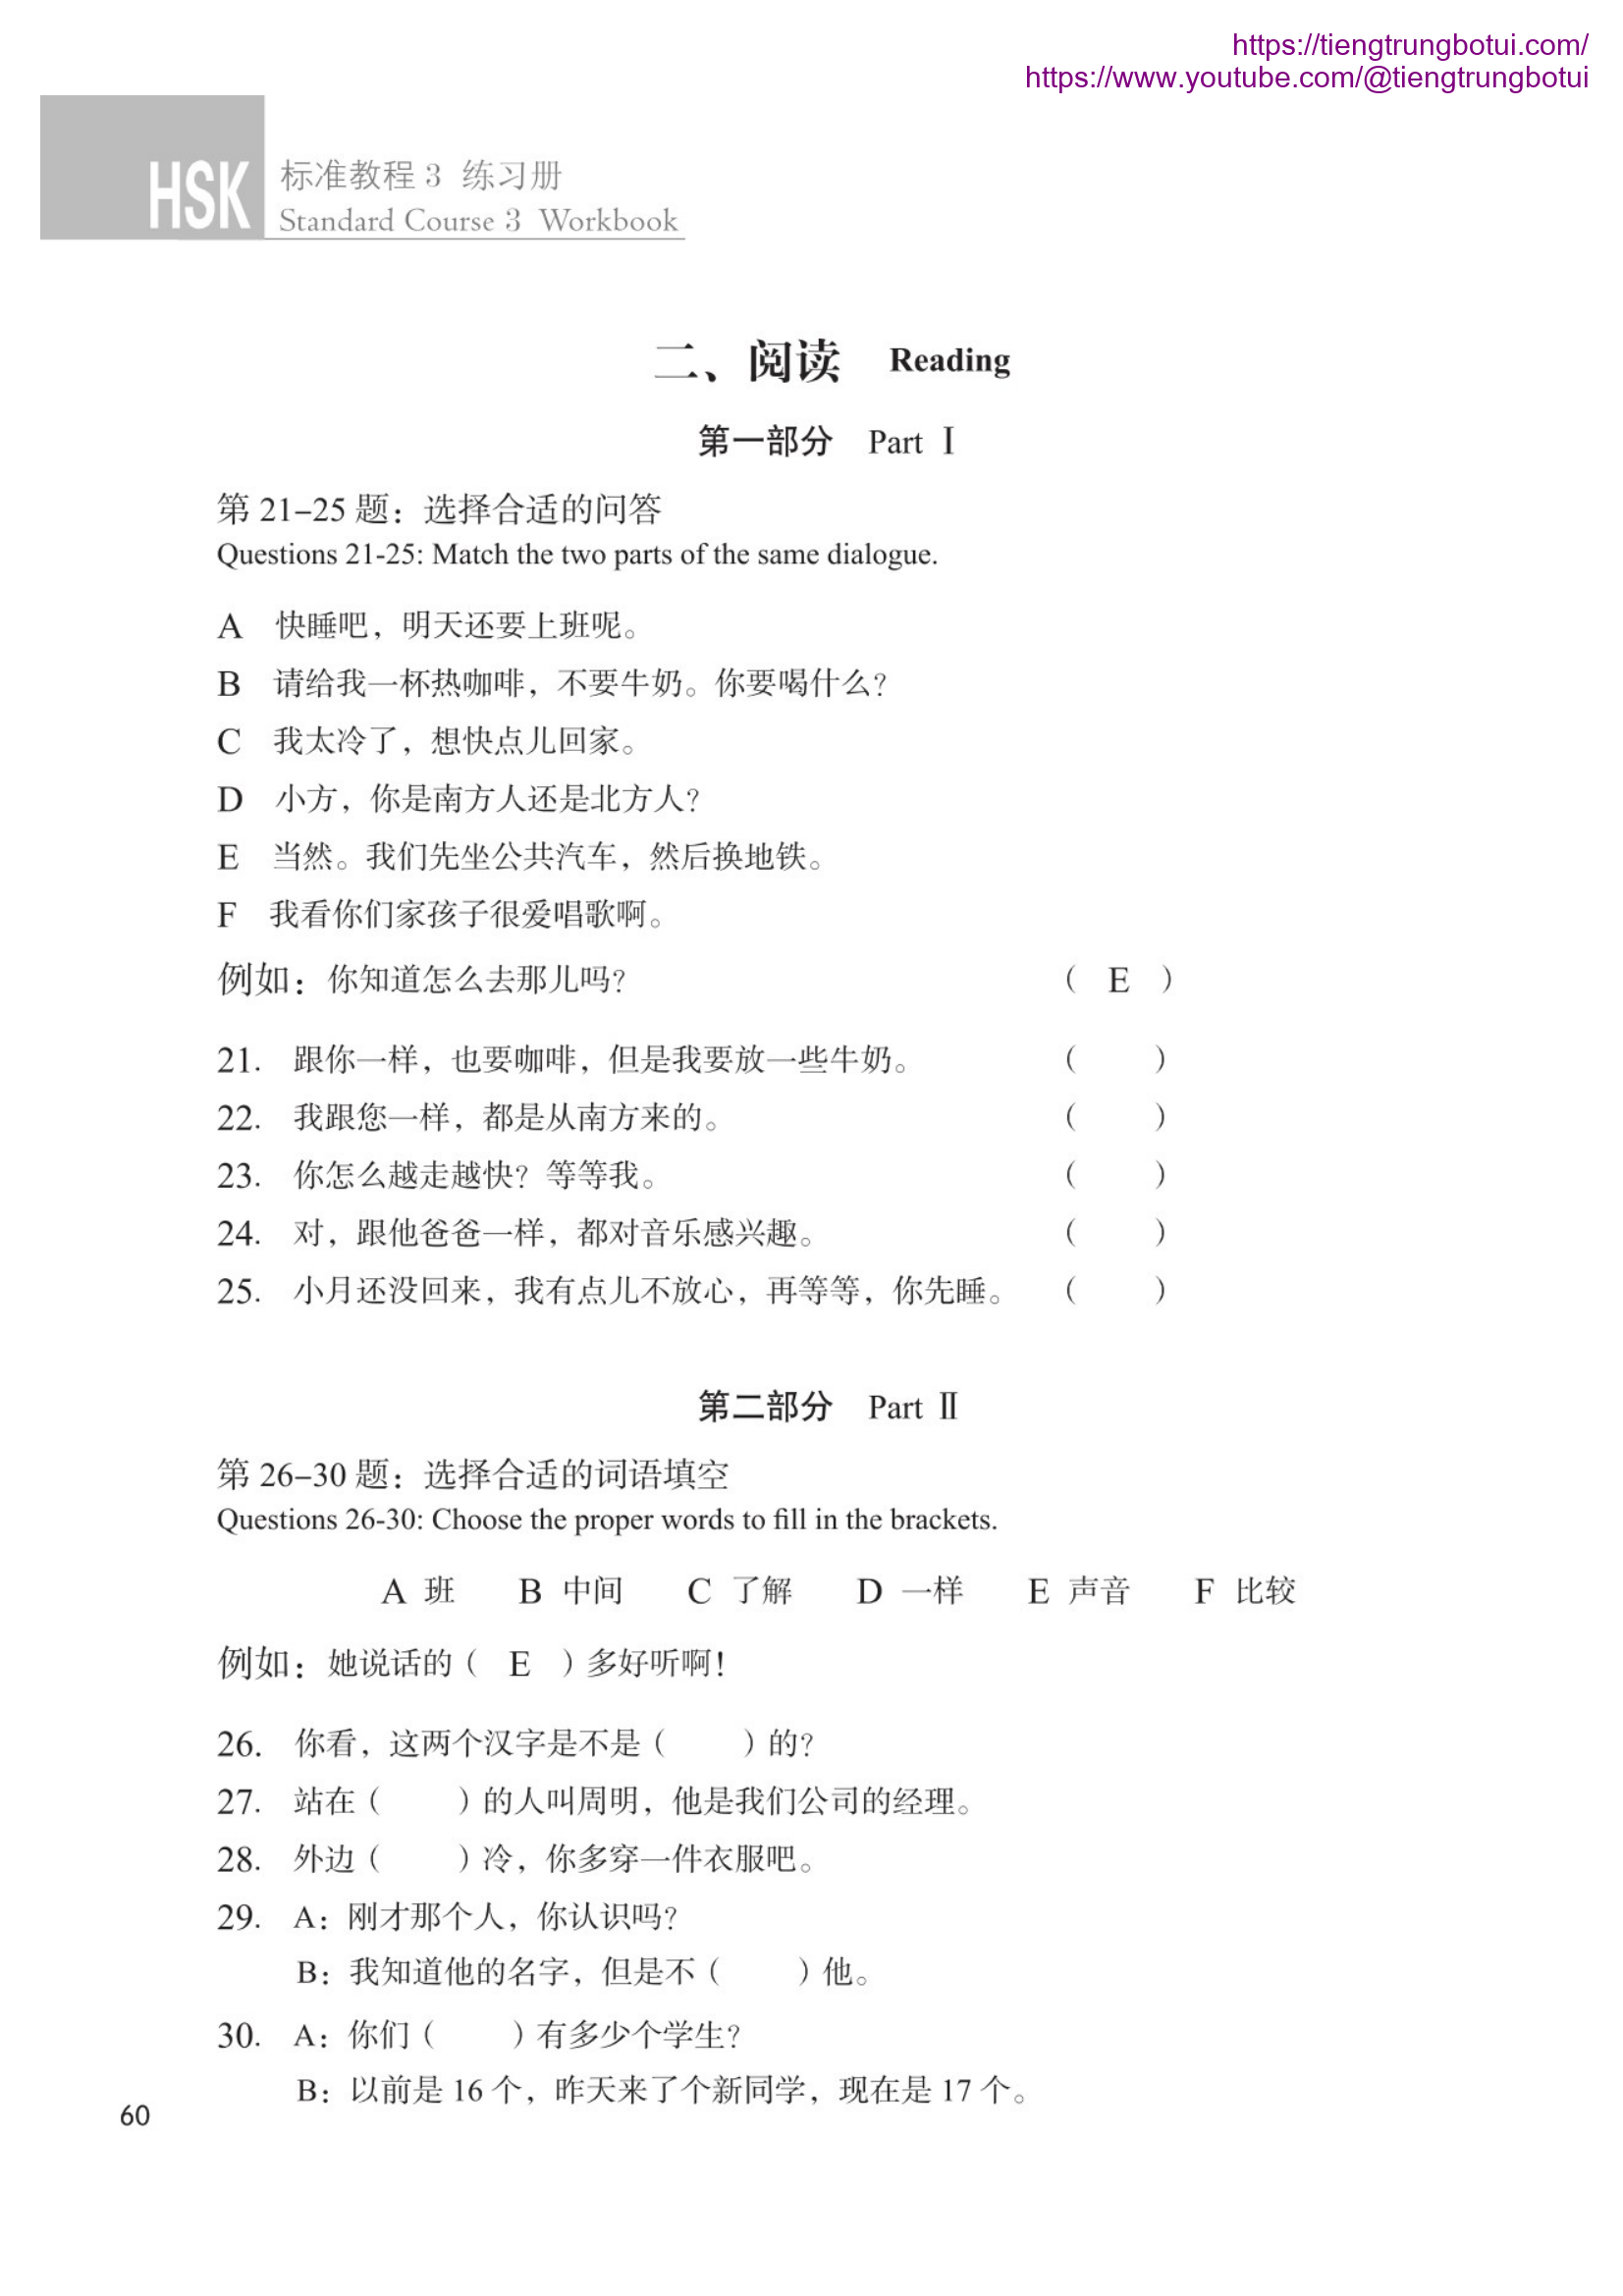 https://tiengtrungbotui.com/
https://www.youtube.com/@tiengtrungbotui
HSK 标准教程 3 练习册
Standard Course 3 Workbook
二、阅读 Reading
第一部分 Part Ⅰ
第 21–25 题：选择合适的问答
Questions 21-25: Match the two parts of the same dialogue.
A 快睡吧，明天还要上班呢。
B 请给我一杯热咖啡，不要牛奶。你要喝什么？
C 我太冷了，想快点儿回家。
D 小方，你是南方人还是北方人？
E 当然。我们先坐公共汽车，然后换地铁。
F 我看你们家孩子很爱唱歌啊。
例如：你知道怎么去那儿吗？ （ E ）
21. 跟你一样，也要咖啡，但是我要放一些牛奶。 （ ）
22. 我跟您一样，都是从南方来的。 （ ）
23. 你怎么越走越快？等等我。 （ ）
24. 对，跟他爸爸一样，都对音乐感兴趣。 （ ）
25. 小月还没回来，我有点儿不放心，再等等，你先睡。 （ ）
第二部分 Part Ⅱ
第 26–30 题：选择合适的词语填空
Questions 26-30: Choose the proper words to fill in the brackets.
A 班 B 中间 C 了解 D 一样 E 声音 F 比较
例如：她说话的（ E ）多好听啊！
26. 你看，这两个汉字是不是（ ）的？
27. 站在（ ）的人叫周明，他是我们公司的经理。
28. 外边（ ）冷，你多穿一件衣服吧。
29. A：刚才那个人，你认识吗？
B：我知道他的名字，但是不（ ）他。
30. A：你们（ ）有多少个学生？
B：以前是 16 个，昨天来了个新同学，现在是 17 个。
60